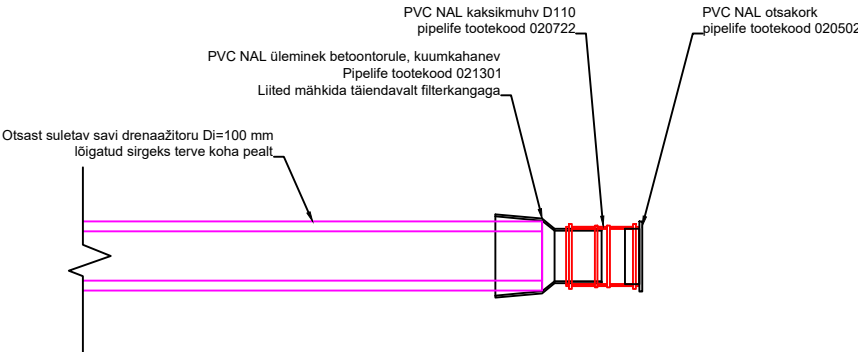 PVC NAL kaksikmuhv D110
pipelife tootekood 020722
PVC NAL otsakork
pipelife tootekood 020502
PVC NAL üleminek betoontorule, kuumkahanev
Pipelife tootekood 021301
Liited mähkida täiendavalt filterkangaga
Otsast suletav savi drenaažitoru Di=100 mm
lõigatud sirgeks terve koha pealt